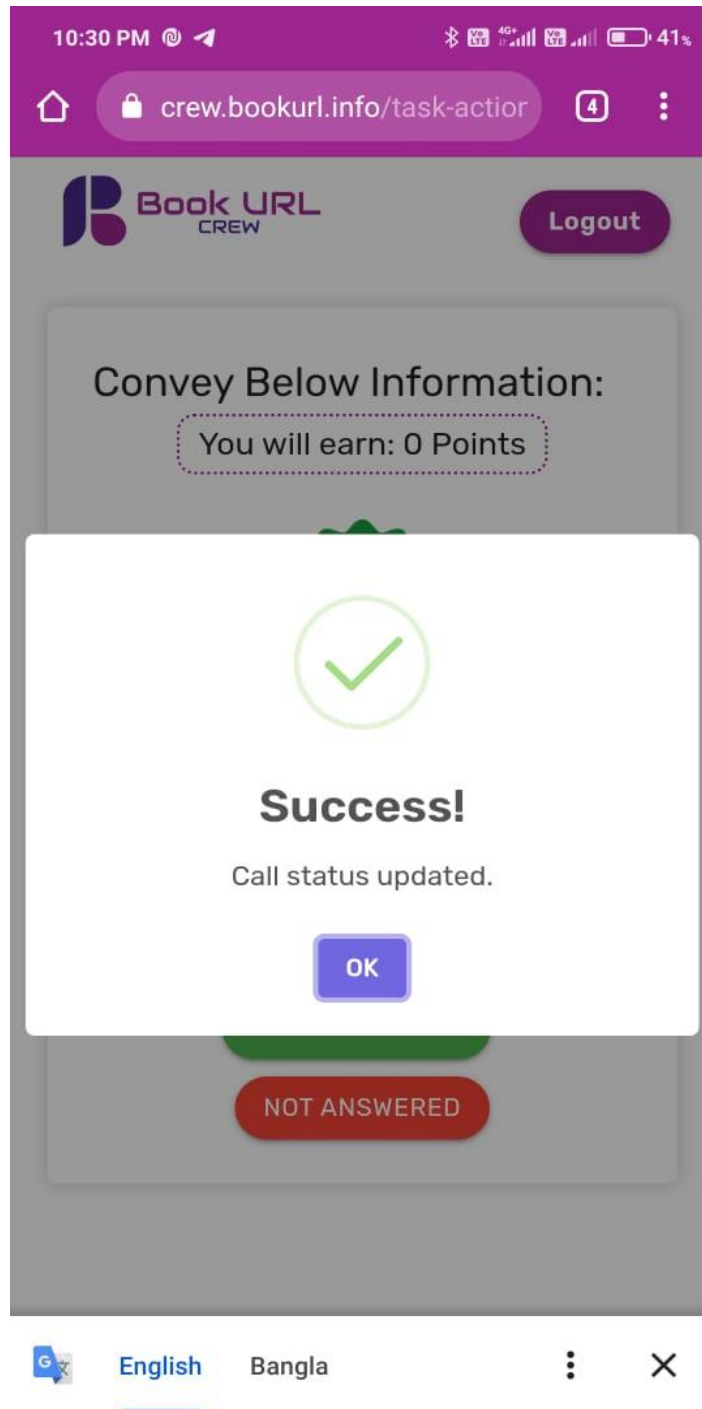 10:30 PM 41%
crew.bookurl.info/task-action 4
Book URL
CREW
Logout
Convey Below Information:
You will earn: 0 Points
Success!
Call status updated.
OK
NOT ANSWERED
English Bangla